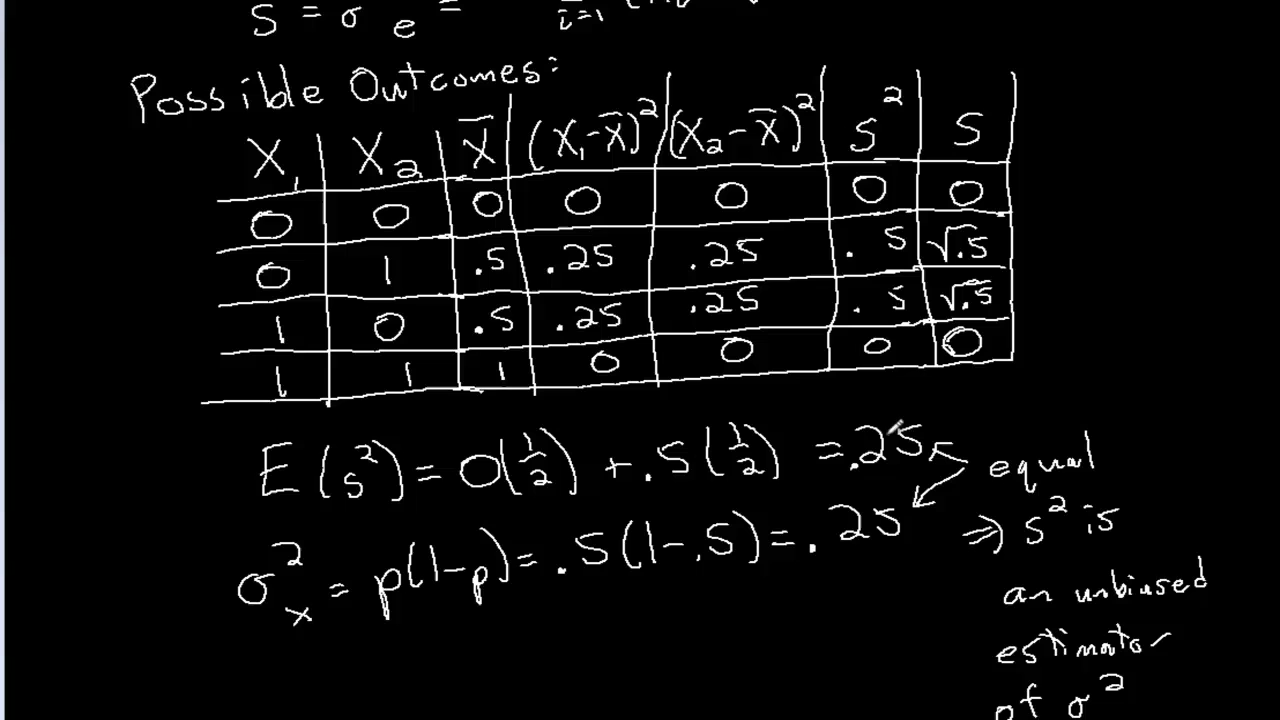 S = σ e = i=1
Possible Outcomes:
X₁ X₂ X̄ (X₁-X̄)² (X₂-X̄)² S² S
0 0 0 0 0 0 0
0 1 .5 .25 .25 .5 √.5
1 0 .5 .25 .25 .5 √.5
1 1 1 0 0 0 0
E(S²) = 0(1/2) + .5(1/2) = .25
equal
σ²ₓ = p(1-p) = .5(1-.5) = .25
⇒ S² is
an unbiased
estimator
of σ²